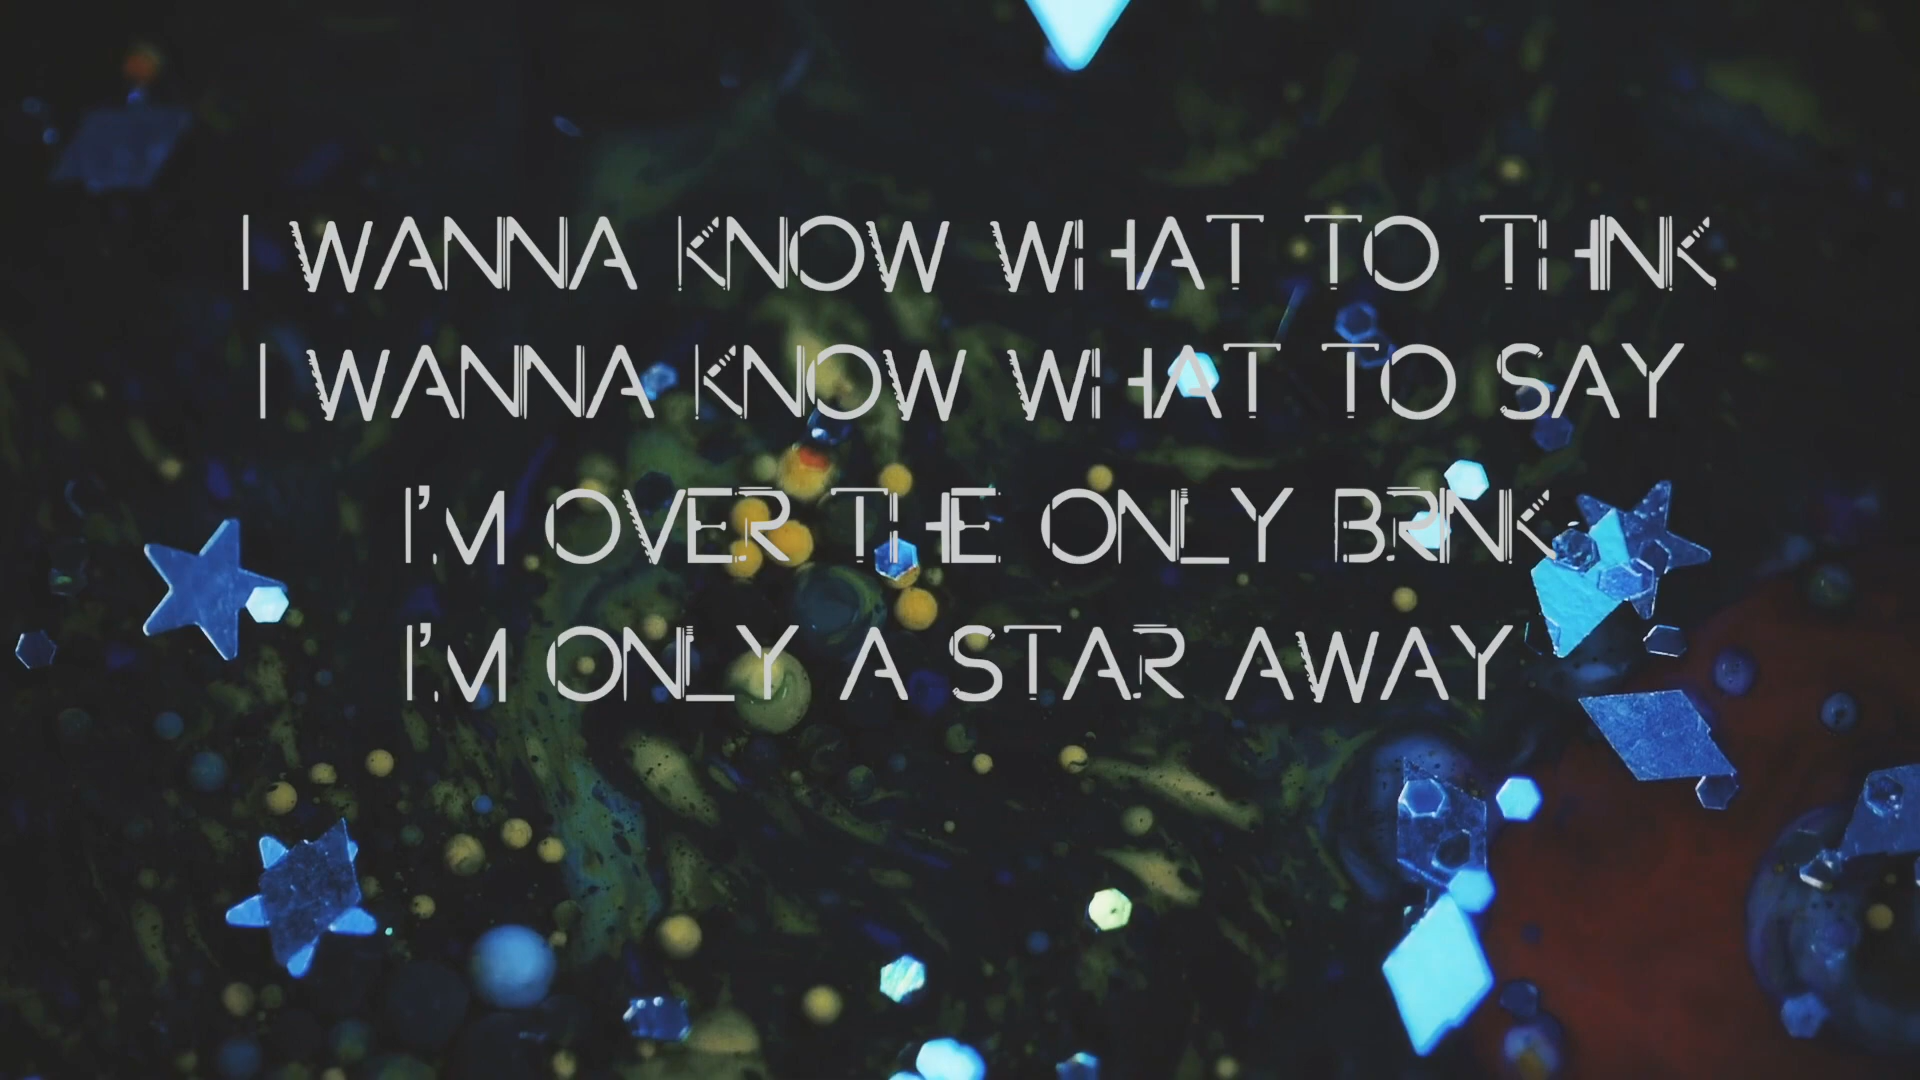 I WANNA KNOW WHAT TO THINK
I WANNA KNOW WHAT TO SAY
I'M OVER THE ONLY BRINK
I'M ONLY A STAR AWAY